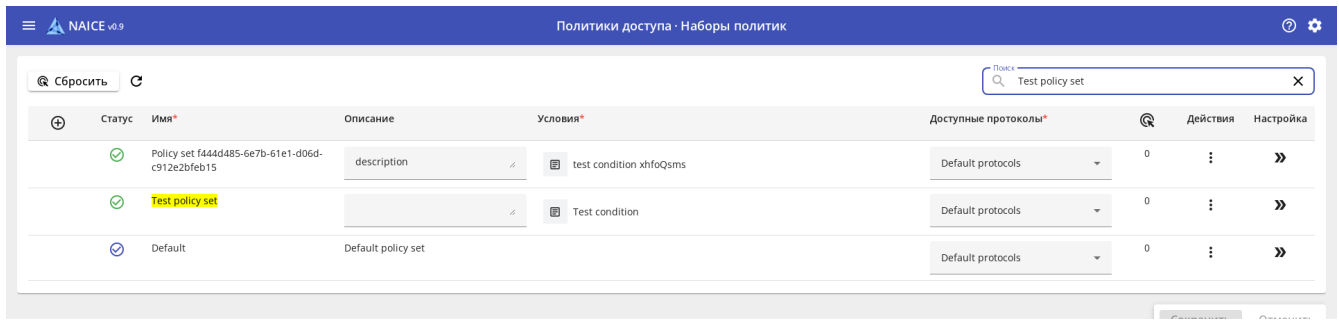 NAICE v0.9
Политики доступа · Наборы политик
Сбросить
Поиск
Test policy set
Статус Имя* Описание Условия* Доступные протоколы* Действия Настройка
Policy set f444d485-6e7b-61e1-d06d-
c912e2bfeb15
description
test condition xhfoQsms
Default protocols
0
Test policy set
Test condition
Default protocols
0
Default
Default policy set
Default protocols
0
Сохранить Отменить